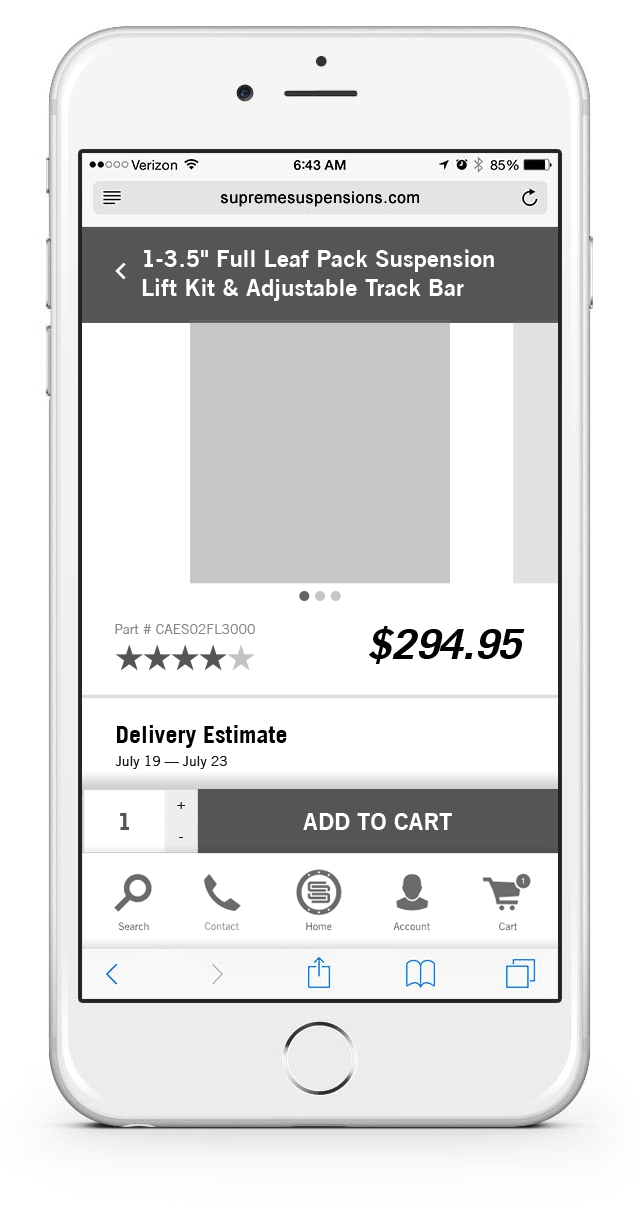 Verizon 6:43 AM 85%
supremesuspensions.com
1-3.5" Full Leaf Pack Suspension
Lift Kit & Adjustable Track Bar
Part # CAES02FL3000
$294.95
Delivery Estimate
July 19 — July 23
1 + -
ADD TO CART
1
Search Contact Home Account Cart